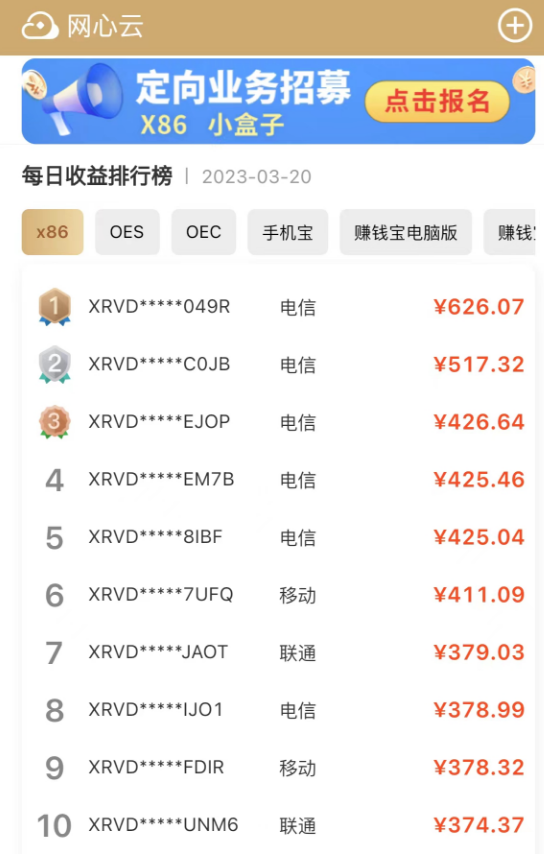 网心云
定向业务招募
X86 小盒子
点击报名
每日收益排行榜 | 2023-03-20
x86 OES OEC 手机宝 赚钱宝电脑版 赚钱
1 XRVD*****049R 电信 ¥626.07
2 XRVD*****C0JB 电信 ¥517.32
3 XRVD*****EJOP 电信 ¥426.64
4 XRVD*****EM7B 电信 ¥425.46
5 XRVD*****8IBF 电信 ¥425.04
6 XRVD*****7UFQ 移动 ¥411.09
7 XRVD*****JAOT 联通 ¥379.03
8 XRVD*****IJO1 电信 ¥378.99
9 XRVD*****FDIR 移动 ¥378.32
10 XRVD*****UNM6 联通 ¥374.37